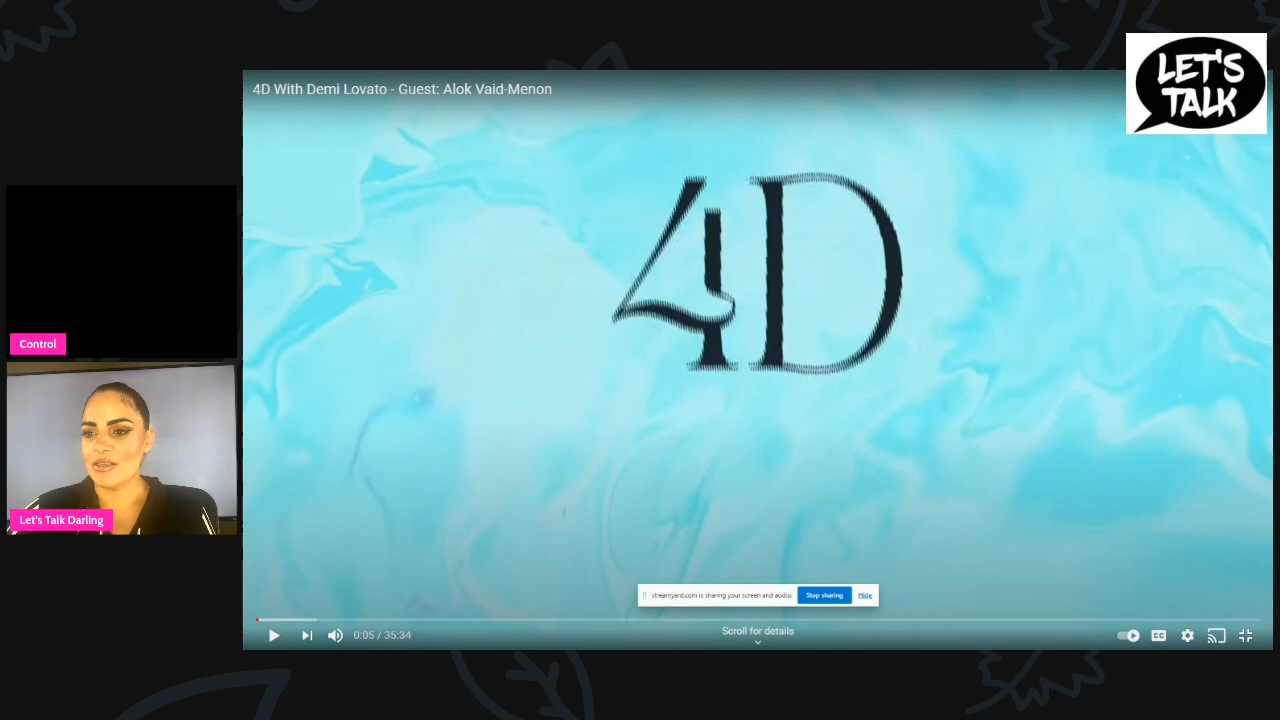 4D With Demi Lovato - Guest: Alok Vaid-Menon
LET'S
TALK
4D
Control
Let's Talk Darling
streamyard.com is sharing your screen and audio.
Stop sharing
Hide
0:05 / 35:34
Scroll for details
CC